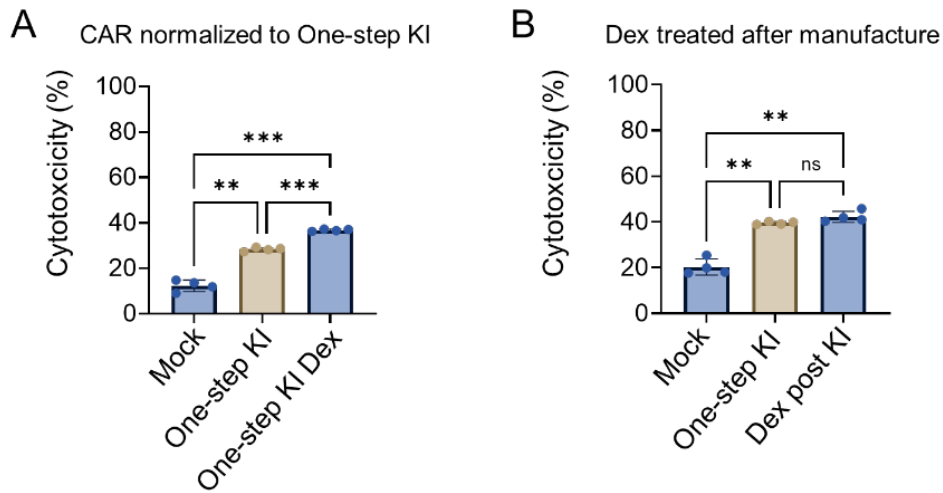 A
CAR normalized to One-step KI
Cytotoxcicity (%)
100
80
60
40
20
0
***
**
***
Mock
One-step KI
One-step KI Dex
B
Dex treated after manufacture
Cytotoxcicity (%)
100
80
60
40
20
0
**
**
ns
Mock
One-step KI
Dex post KI